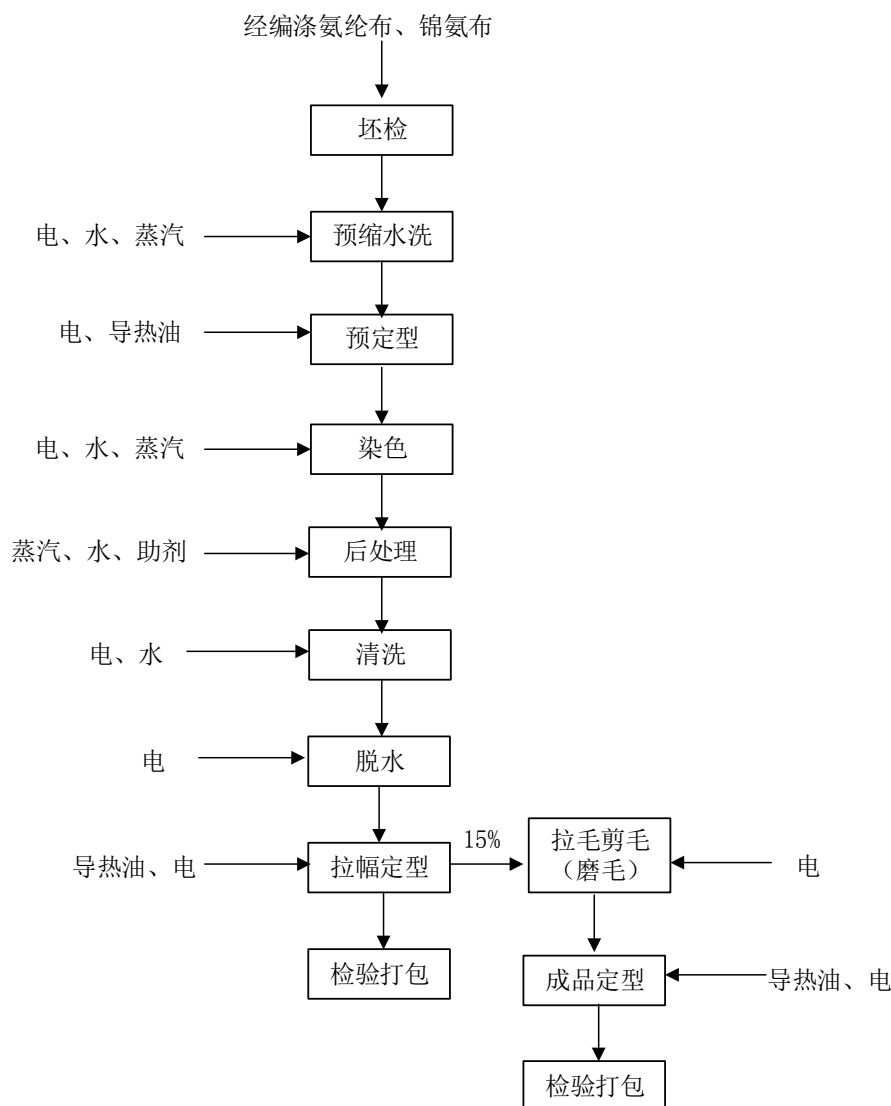 经编涤氨纶布、锦氨布
坯检
电、水、蒸汽
预缩水洗
电、导热油
预定型
电、水、蒸汽
染色
蒸汽、水、助剂
后处理
电、水
清洗
电
脱水
导热油、电
拉幅定型
15%
拉毛剪毛
（磨毛）
电
检验打包
成品定型
导热油、电
检验打包